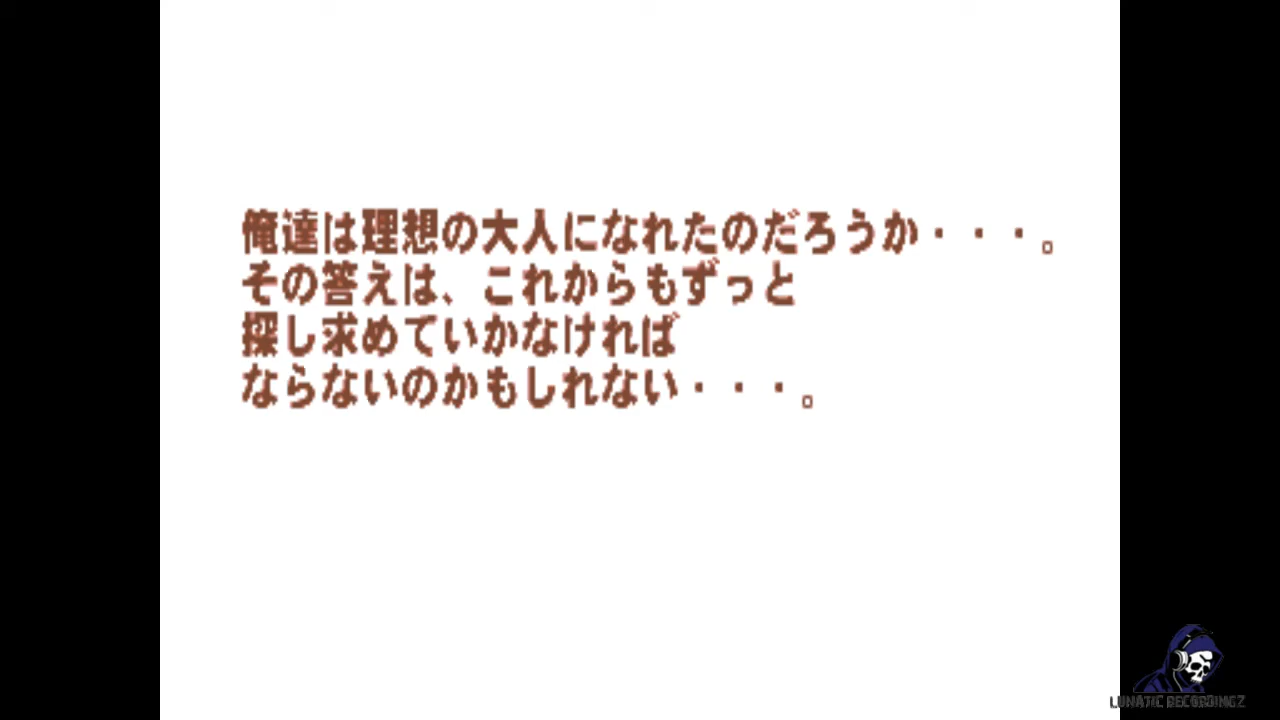 俺達は理想の大人になれたのだろうか・・・。
その答えは、これからもずっと
探し求めていかなければ
ならないのかもしれない・・・。
LUNATIC RECORDINGZ